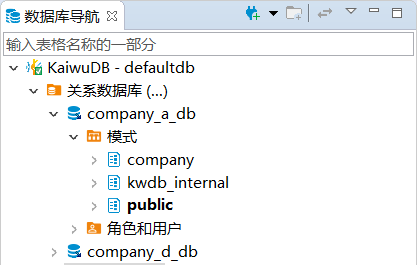 数据库导航
输入表格名称的一部分
KaiwuDB - defaultdb
关系数据库 (...)
company_a_db
模式
company
kwdb_internal
public
角色和用户
company_d_db